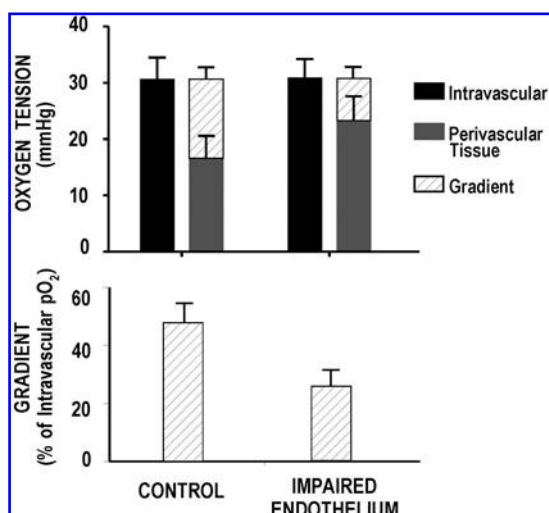 OXYGEN TENSION
(mmHg)
40
30
20
10
0
Intravascular
Perivascular
Tissue
Gradient
GRADIENT
(% of Intravascular pO₂)
60
40
20
0
CONTROL
IMPAIRED
ENDOTHELIUM